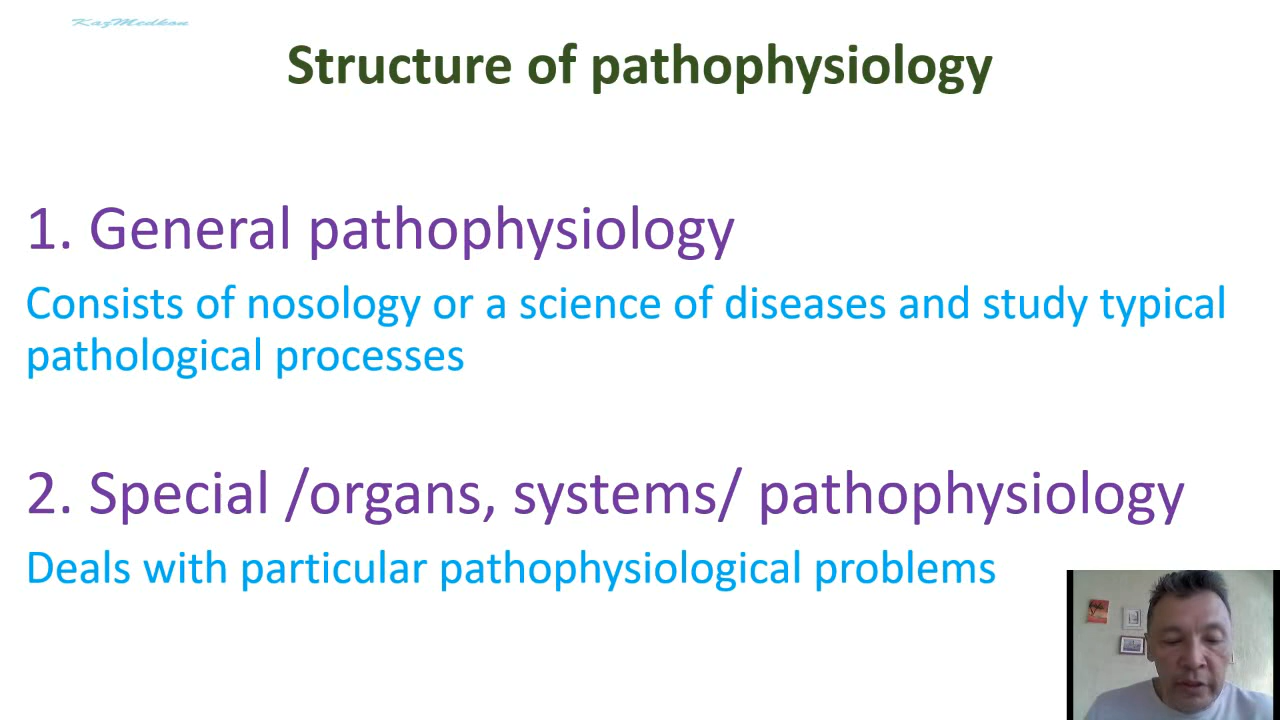 KazMedkon
Structure of pathophysiology
1. General pathophysiology
Consists of nosology or a science of diseases and study typical
pathological processes
2. Special /organs, systems/ pathophysiology
Deals with particular pathophysiological problems